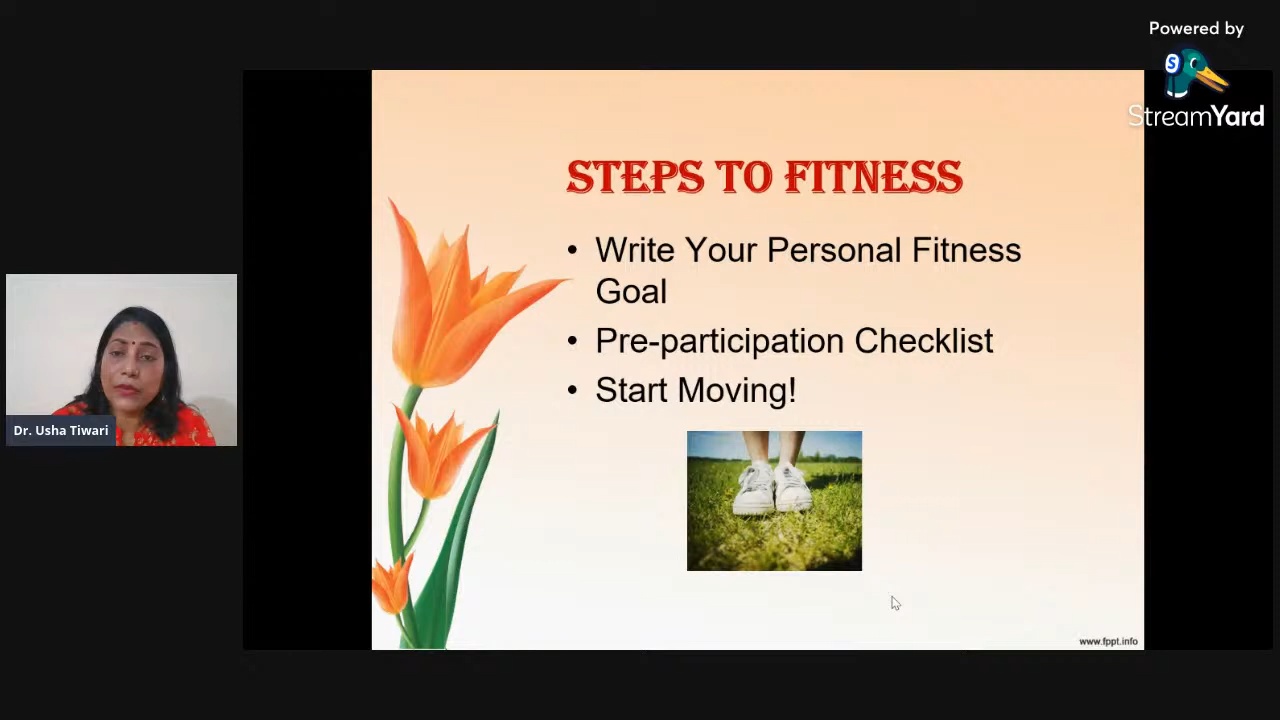 Powered by
S
StreamYard
STEPS TO FITNESS
• Write Your Personal Fitness
Goal
• Pre-participation Checklist
• Start Moving!
Dr. Usha Tiwari
www.fppt.info